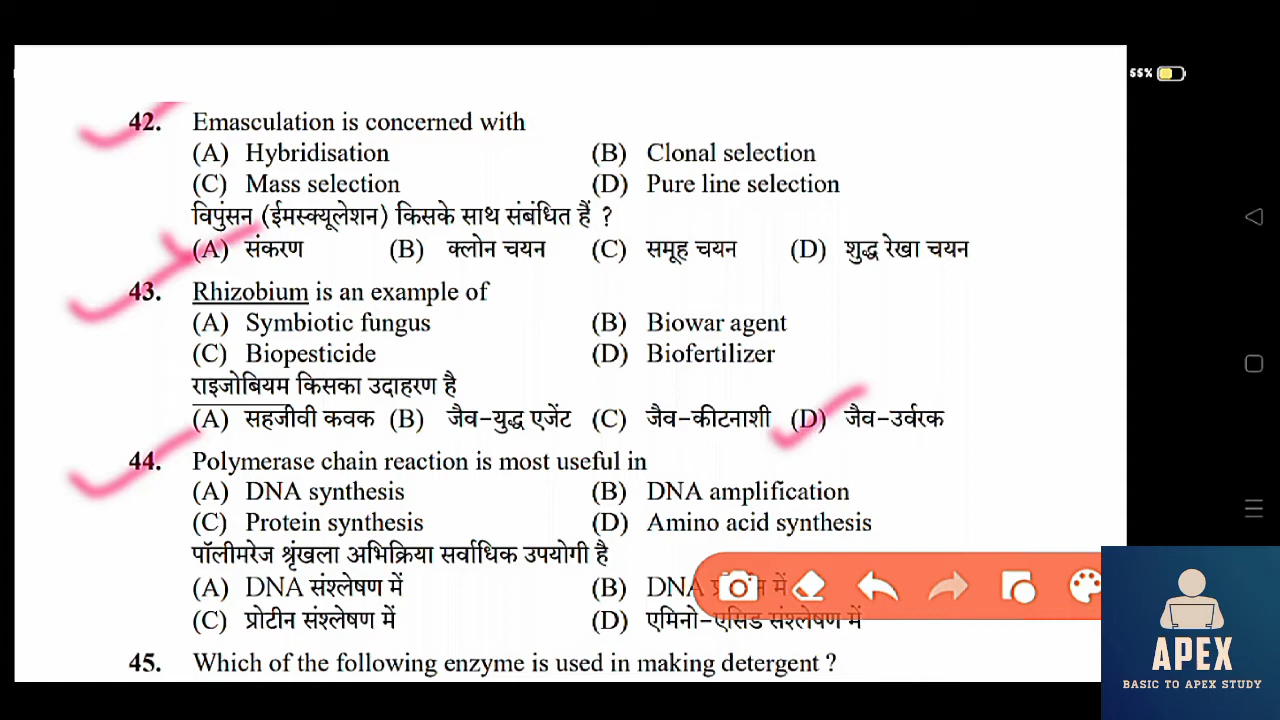 55%
42. Emasculation is concerned with
(A) Hybridisation (B) Clonal selection
(C) Mass selection (D) Pure line selection
विपुंसन (ईमस्क्यूलेशन) किसके साथ संबंधित हैं ?
(A) संकरण (B) क्लोन चयन (C) समूह चयन (D) शुद्ध रेखा चयन
43. Rhizobium is an example of
(A) Symbiotic fungus (B) Biowar agent
(C) Biopesticide (D) Biofertilizer
राइजोबियम किसका उदाहरण है
(A) सहजीवी कवक (B) जैव-युद्ध एजेंट (C) जैव-कीटनाशी (D) जैव-उर्वरक
44. Polymerase chain reaction is most useful in
(A) DNA synthesis (B) DNA amplification
(C) Protein synthesis (D) Amino acid synthesis
पॉलीमरेज श्रृंखला अभिक्रिया सर्वाधिक उपयोगी है
(A) DNA संश्लेषण में (B) DNA में
(C) प्रोटीन संश्लेषण में (D) एमिनो-एसिड संश्लेषण में
45. Which of the following enzyme is used in making detergent ?
APEX
BASIC TO APEX STUDY